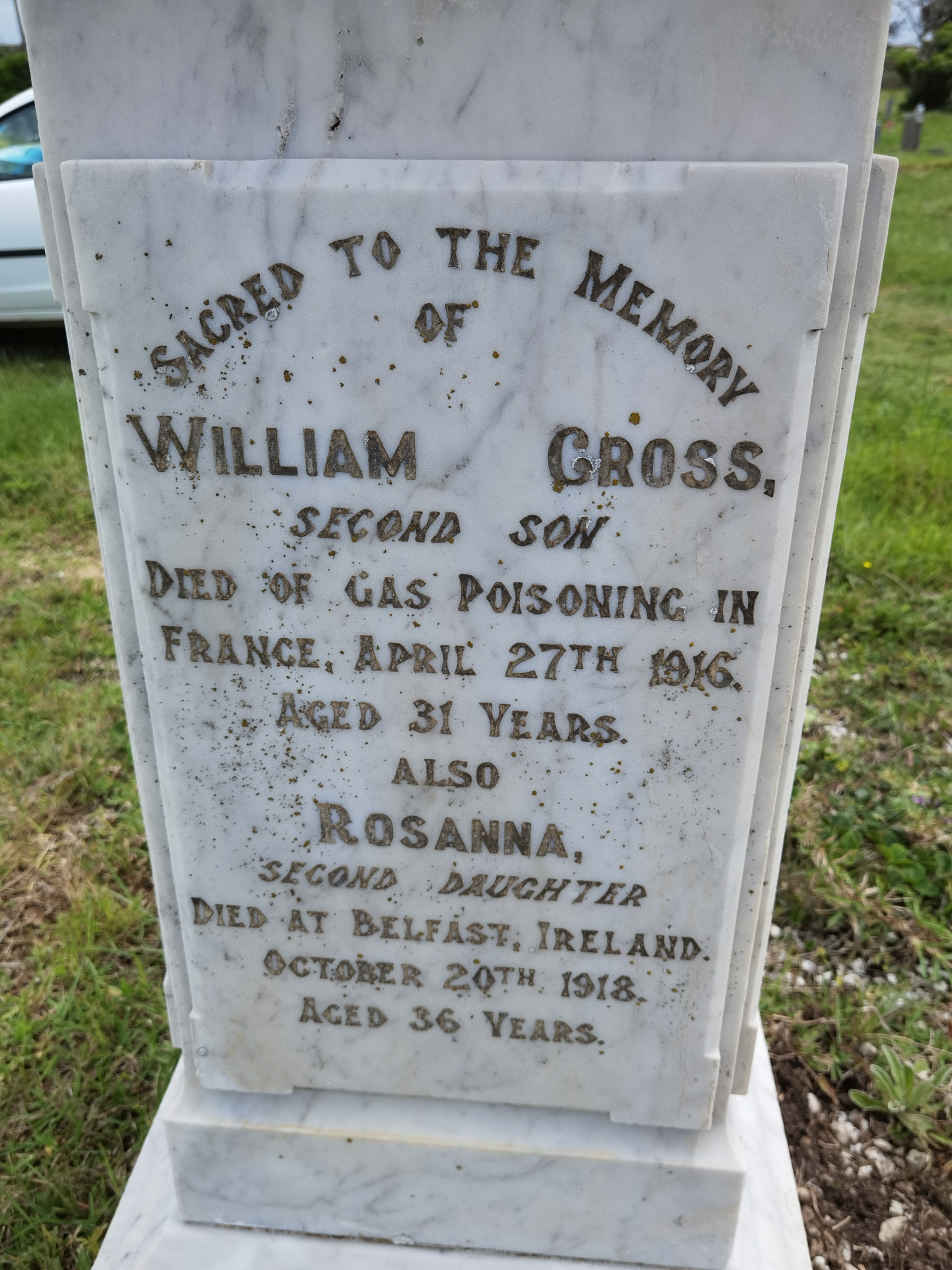 SACRED TO THE MEMORY
OF
WILLIAM GROSS,
SECOND SON
DIED OF GAS POISONING IN
FRANCE, APRIL 27TH 1916.
AGED 31 YEARS.
ALSO
ROSANNA,
SECOND DAUGHTER
DIED AT BELFAST, IRELAND.
OCTOBER 20TH 1918.
AGED 36 YEARS.